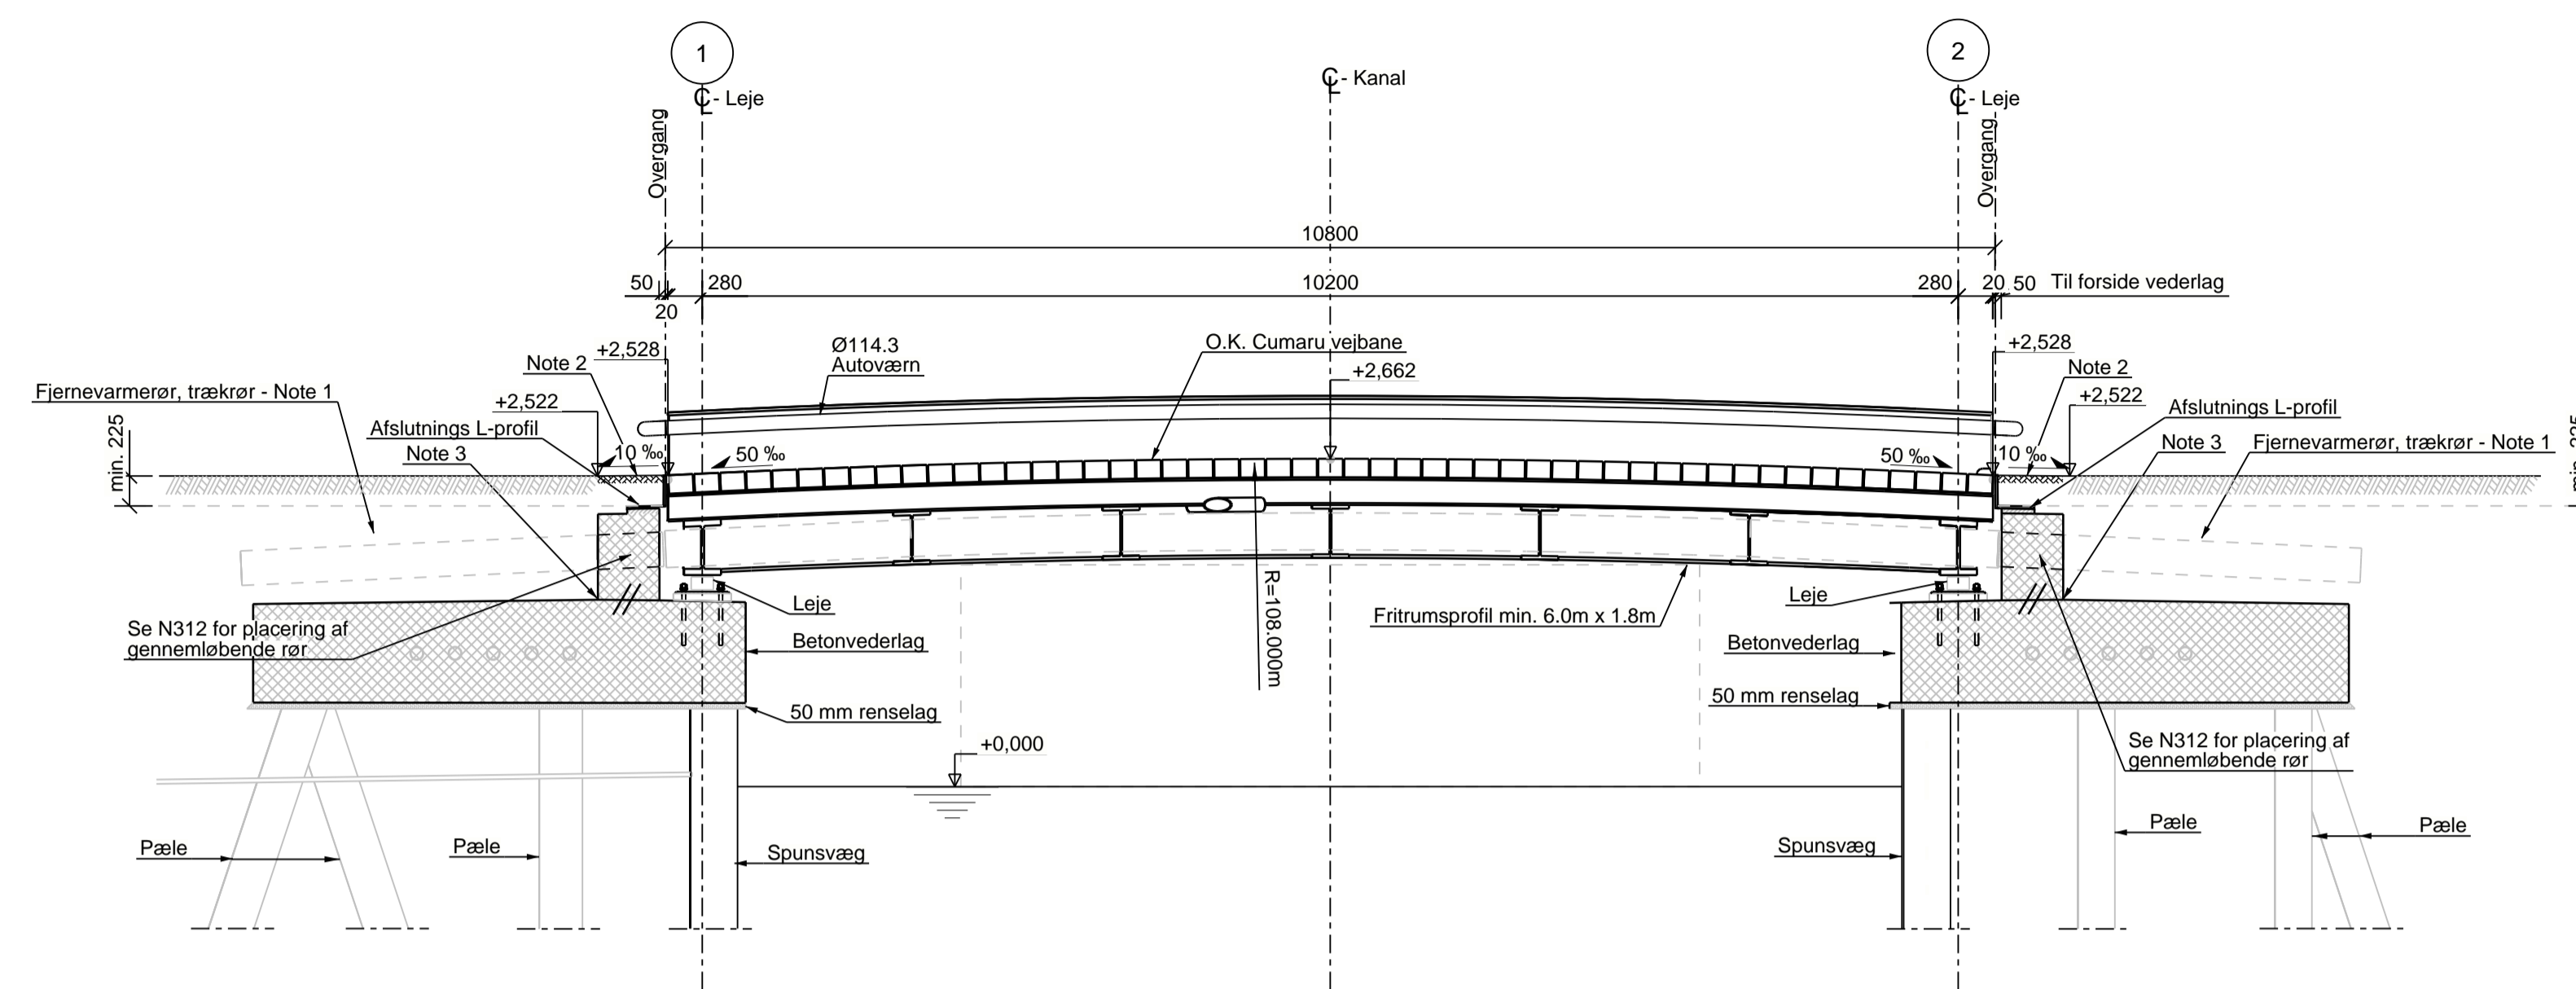 1
2
℄ - Leje
℄ - Kanal
℄ - Leje
Overgang
Overgang
10800
50
280
10200
280
20
50
Til forside vederlag
20
+2,528
Ø114.3
Autoværn
O.K. Cumaru vejbane
+2,662
+2,528
Note 2
Note 2
Fjernevarmerør, trækrør - Note 1
+2,522
+2,522
Afslutnings L-profil
Afslutnings L-profil
min. 225
Note 3
10 ‰
50 ‰
50 ‰
10 ‰
Note 3
Fjernevarmerør, trækrør - Note 1
R=108.000m
Leje
Leje
Fritrumsprofil min. 6.0m x 1.8m
Se N312 for placering af
gennemløbende rør
Betonvederlag
Betonvederlag
50 mm renselag
50 mm renselag
+0,000
Se N312 for placering af
gennemløbende rør
Pæle
Pæle
Spunsvæg
Spunsvæg
Pæle
Pæle